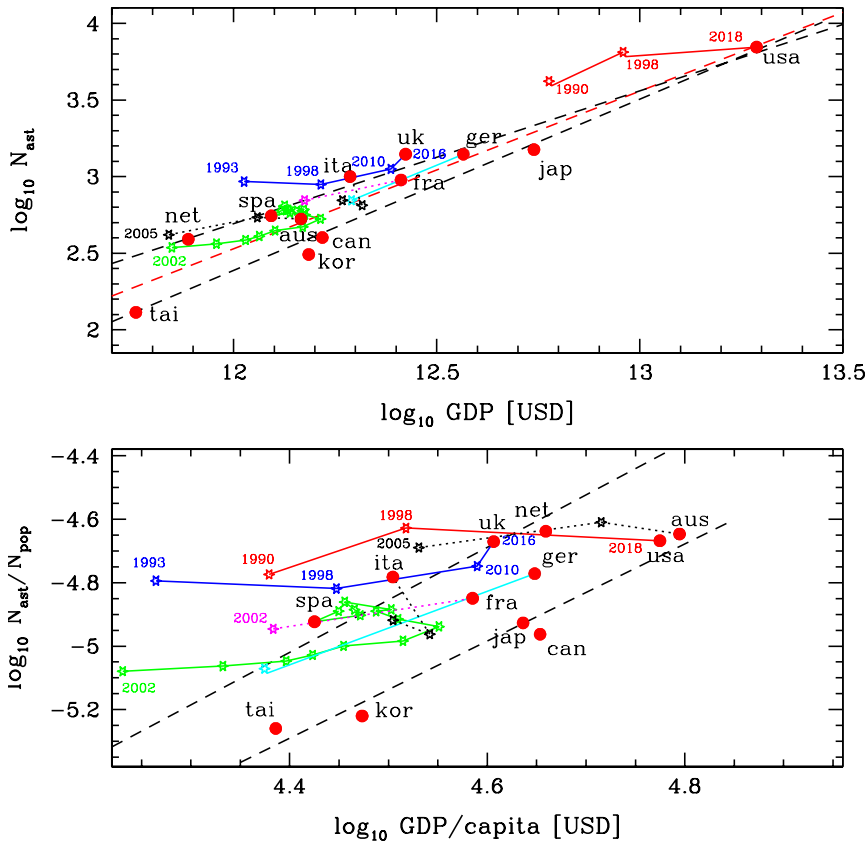 4
3.5
3
2.5
2
log₁₀ N_ast
2018
usa
1998
1990
uk
ger
2010
2016
ita
1993
1998
jap
fra
net
spa
2005
aus
can
2002
kor
tai
12
12.5
13
13.5
log₁₀ GDP [USD]
−4.4
−4.6
−4.8
−5
−5.2
log₁₀ N_ast/N_pop
1998
net
uk
aus
2005
2016
2018
usa
1990
ita
ger
1993
1998
2010
spa
fra
2002
jap
can
2002
tai
kor
4.4
4.6
4.8
log₁₀ GDP/capita [USD]